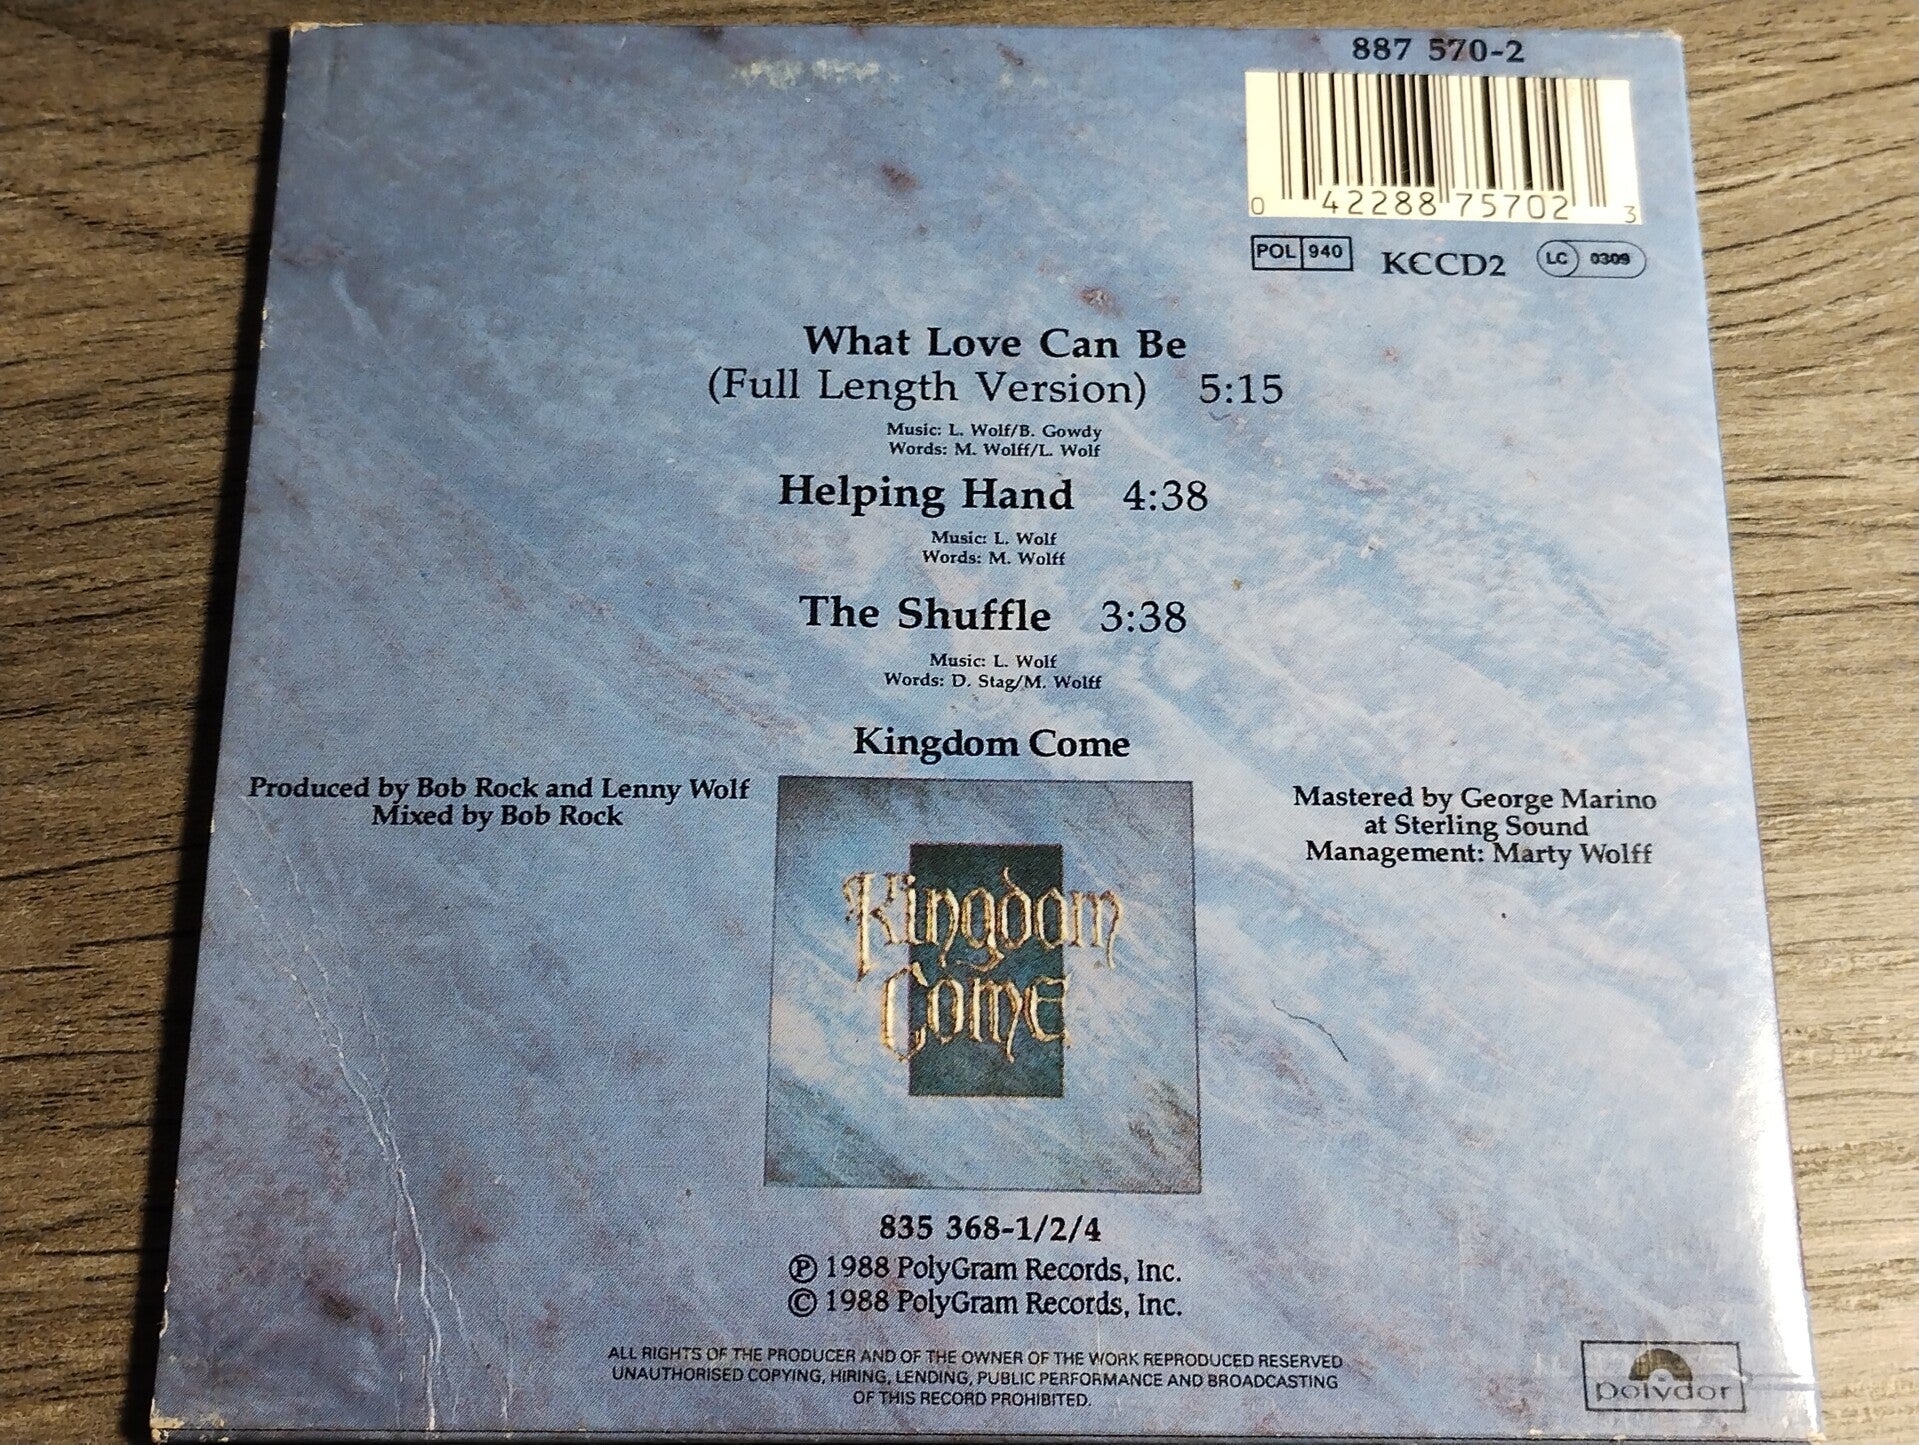 887 570-2
0 42288 75702 3
POL 940 KCCD2 LC 0309
What Love Can Be
(Full Length Version) 5:15
Music: L. Wolf/B. Gowdy
Words: M. Wolff/L. Wolf
Helping Hand 4:38
Music: L. Wolf
Words: M. Wolff
The Shuffle 3:38
Music: L. Wolf
Words: D. Stag/M. Wolff
Kingdom Come
Produced by Bob Rock and Lenny Wolf
Mixed by Bob Rock
Mastered by George Marino
at Sterling Sound
Management: Marty Wolff
Kingdom
Come
835 368-1/2/4
℗ 1988 PolyGram Records, Inc.
© 1988 PolyGram Records, Inc.
ALL RIGHTS OF THE PRODUCER AND OF THE OWNER OF THE WORK REPRODUCED RESERVED
UNAUTHORISED COPYING, HIRING, LENDING, PUBLIC PERFORMANCE AND BROADCASTING
OF THIS RECORD PROHIBITED.
polydor